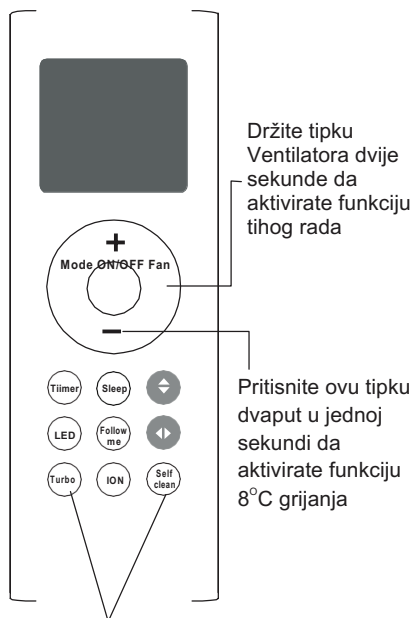 Držite tipku
Ventilatora dvije
sekunde da
aktivirate funkciju
tihog rada
+
Mode ON/OFF Fan
−
Pritisnite ovu tipku
dvaput u jednoj
sekundi da
aktivirate funkciju
8°C grijanja
Tiimer
Sleep
LED
Follow
me
Turbo
ION
Self
clean